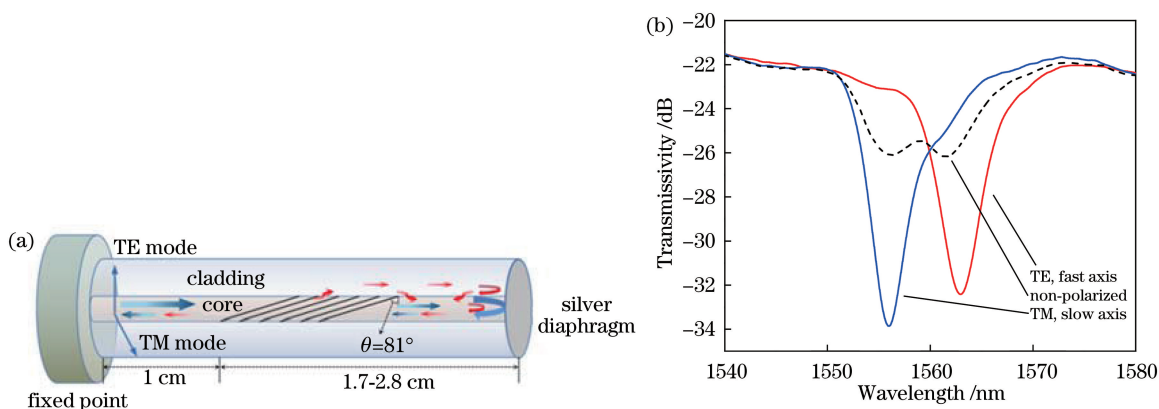 (a)
TE mode
cladding
core
TM mode
θ=81°
silver
diaphragm
1 cm
1.7-2.8 cm
fixed point
(b)
Transmissivity /dB
−20
−22
−24
−26
−28
−30
−32
−34
1540
1550
1560
1570
1580
Wavelength /nm
TE, fast axis
non-polarized
TM, slow axis